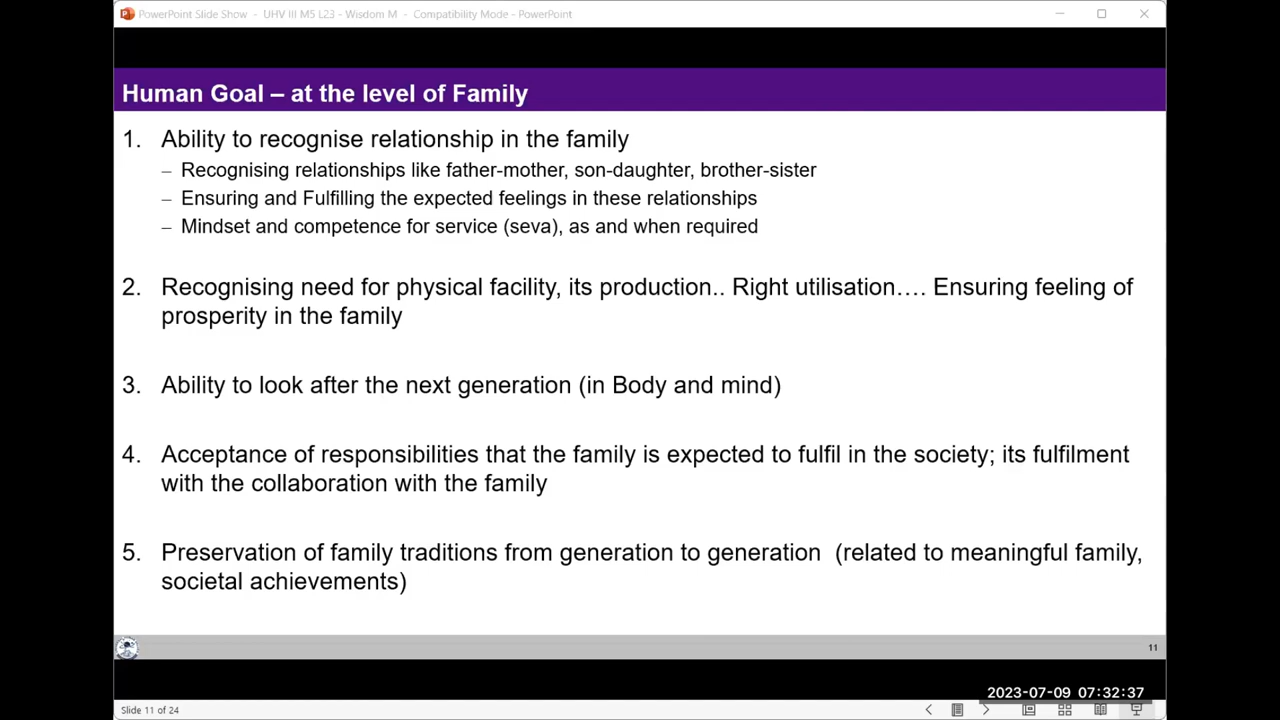 PowerPoint Slide Show - UHV III M5 L23 - Wisdom M - Compatibility Mode - PowerPoint
Human Goal – at the level of Family
1. Ability to recognise relationship in the family
– Recognising relationships like father-mother, son-daughter, brother-sister
– Ensuring and Fulfilling the expected feelings in these relationships
– Mindset and competence for service (seva), as and when required
2. Recognising need for physical facility, its production.. Right utilisation…. Ensuring feeling of
prosperity in the family
3. Ability to look after the next generation (in Body and mind)
4. Acceptance of responsibilities that the family is expected to fulfil in the society; its fulfilment
with the collaboration with the family
5. Preservation of family traditions from generation to generation (related to meaningful family,
societal achievements)
11
2023-07-09 07:32:37
Slide 11 of 24